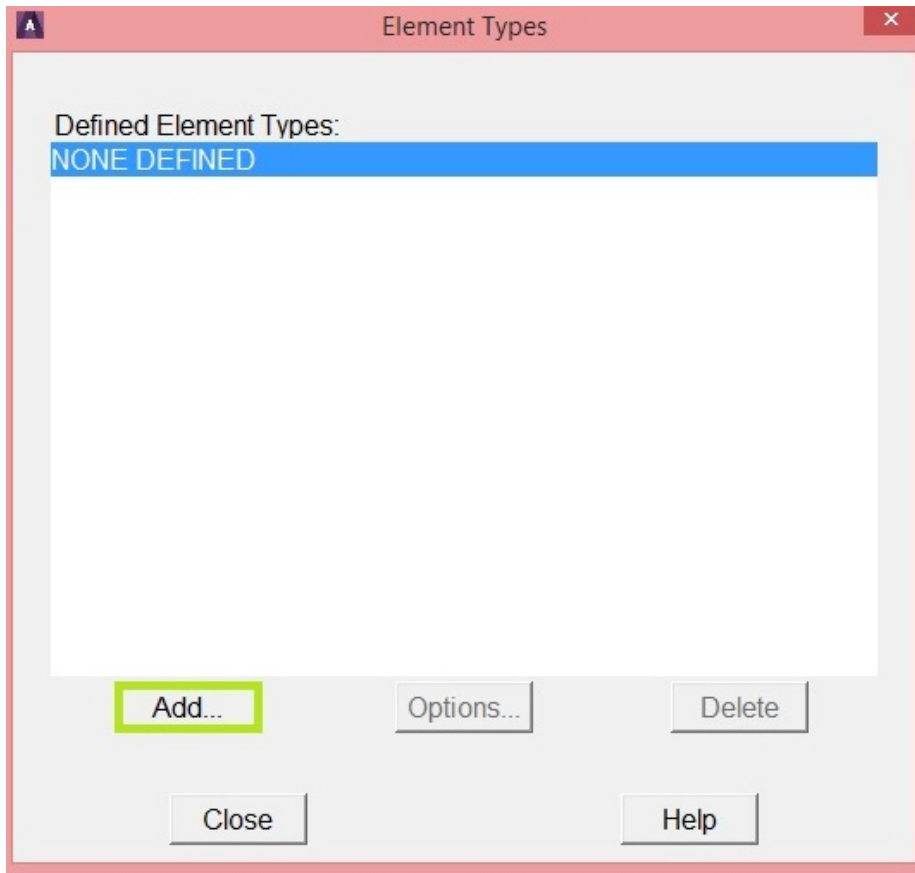 Element Types
Defined Element Types:
NONE DEFINED
Add... Options... Delete
Close Help